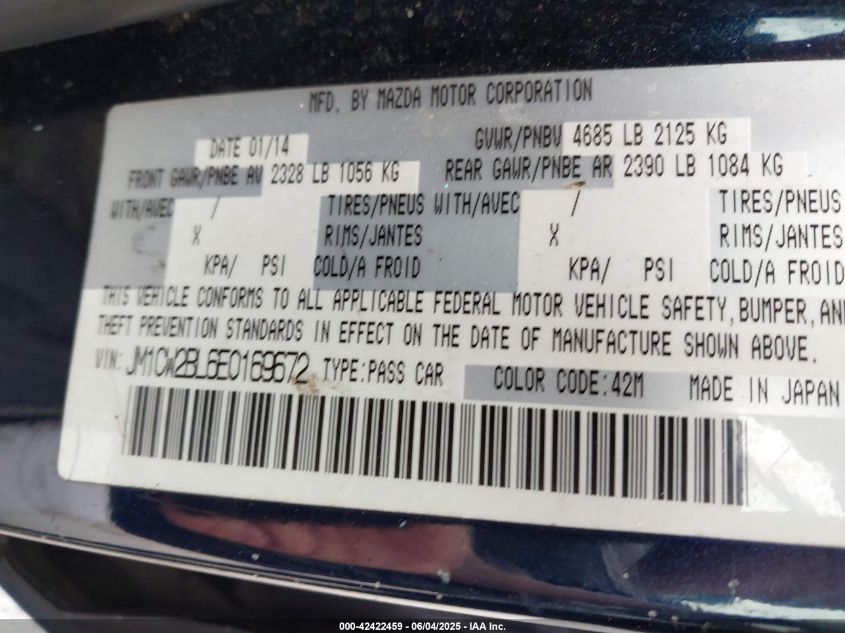 MFD. BY MAZDA MOTOR CORPORATION
DATE 01/14 GVWR/PNBV 4685 LB 2125 KG
FRONT GAWR/PNBE AV 2328 LB 1056 KG REAR GAWR/PNBE AR 2390 LB 1084 KG
WITH/AVEC / TIRES/PNEUS WITH/AVEC / TIRES/PNEUS
X RIMS/JANTES X RIMS/JANTES
KPA/ PSI COLD/A FROID KPA/ PSI COLD/A FROID
THIS VEHICLE CONFORMS TO ALL APPLICABLE FEDERAL MOTOR VEHICLE SAFETY, BUMPER, AN
THEFT PREVENTION STANDARDS IN EFFECT ON THE DATE OF MANUFACTURE SHOWN ABOVE.
VIN: JM1CW2BL6E0169672 TYPE: PASS CAR COLOR CODE: 42M MADE IN JAPAN
000-42422459 - 06/04/2025 - IAA Inc.